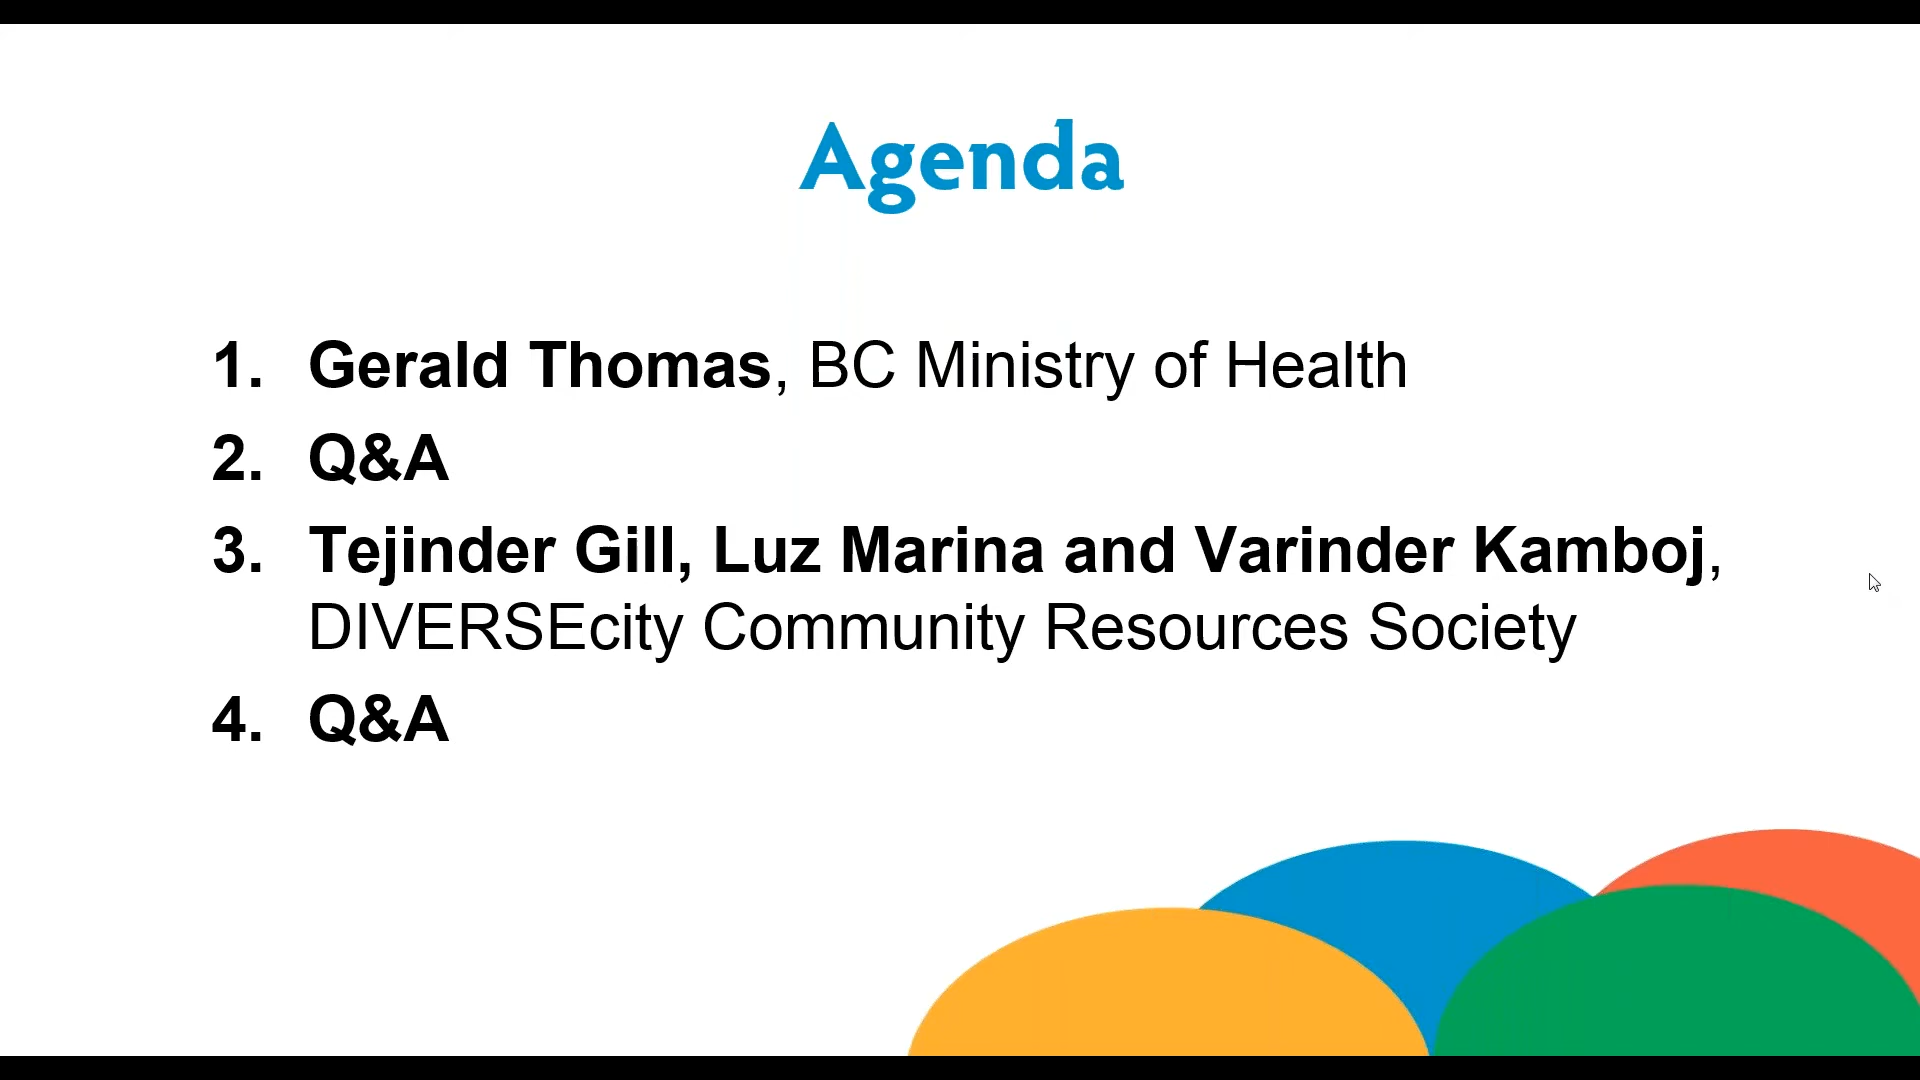 Agenda
1. Gerald Thomas, BC Ministry of Health
2. Q&A
3. Tejinder Gill, Luz Marina and Varinder Kamboj,
DIVERSEcity Community Resources Society
4. Q&A